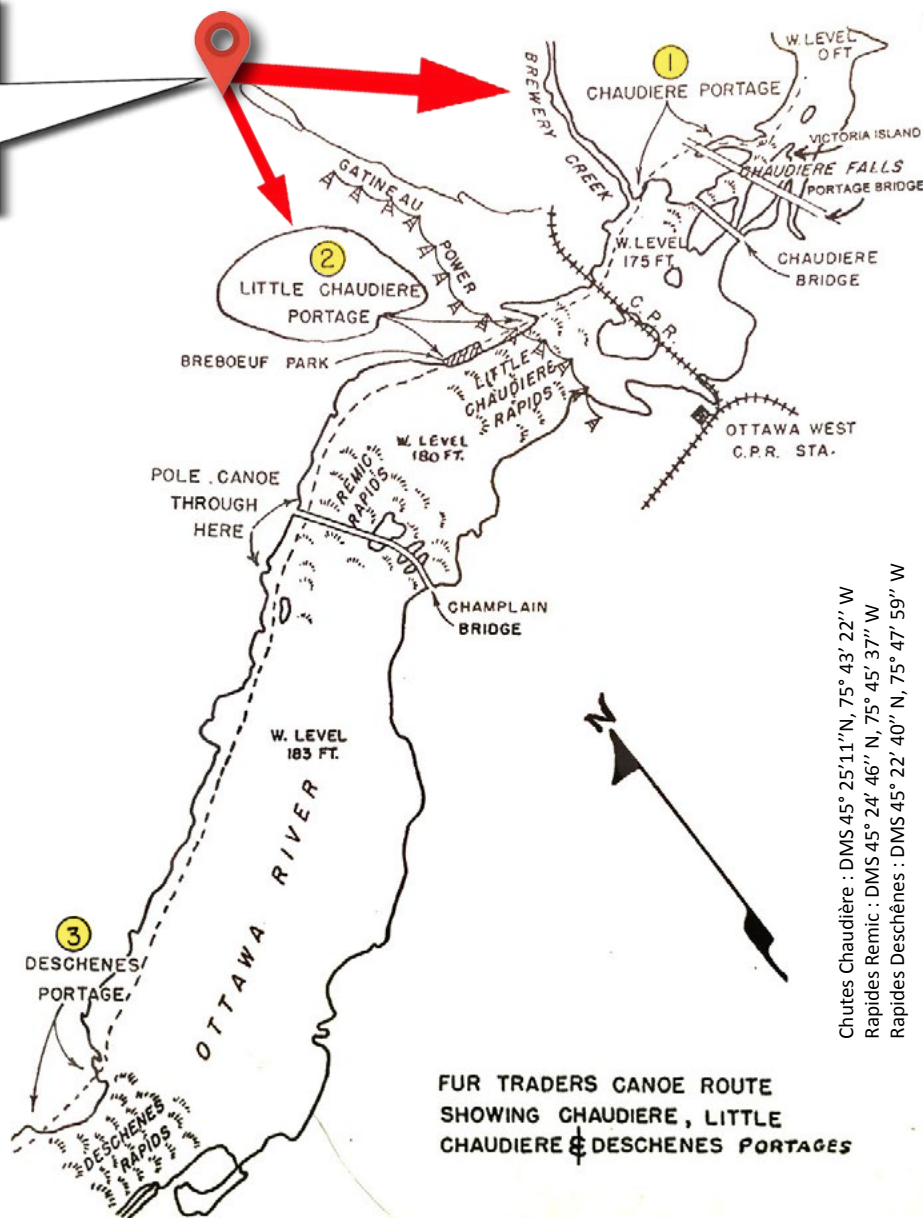 W. LEVEL
0 FT
1
CHAUDIERE PORTAGE
BREWERY CREEK
VICTORIA ISLAND
CHAUDIERE FALLS
PORTAGE BRIDGE
GATINEAU
POWER
W. LEVEL
175 FT.
CHAUDIERE
BRIDGE
2
LITTLE CHAUDIERE
PORTAGE
C.P.R.
BREBOEUF PARK
LITTLE
CHAUDIERE
RAPIDS
OTTAWA WEST
C.P.R. STA.
W. LEVEL
180 FT.
REMIC
RAPIDS
POLE CANOE
THROUGH
HERE
CHAMPLAIN
BRIDGE
W. LEVEL
183 FT.
OTTAWA RIVER
N
3
DESCHENES
PORTAGE
DESCHENES
RAPIDS
FUR TRADERS CANOE ROUTE
SHOWING CHAUDIERE, LITTLE
CHAUDIERE & DESCHENES PORTAGES
Chutes Chaudière : DMS 45° 25'11’’N, 75° 43’ 22’’ W
Rapides Remic : DMS 45° 24’ 46’’ N, 75° 45’ 37’’ W
Rapides Deschênes : DMS 45° 22’ 40’’ N, 75° 47’ 59’’ W